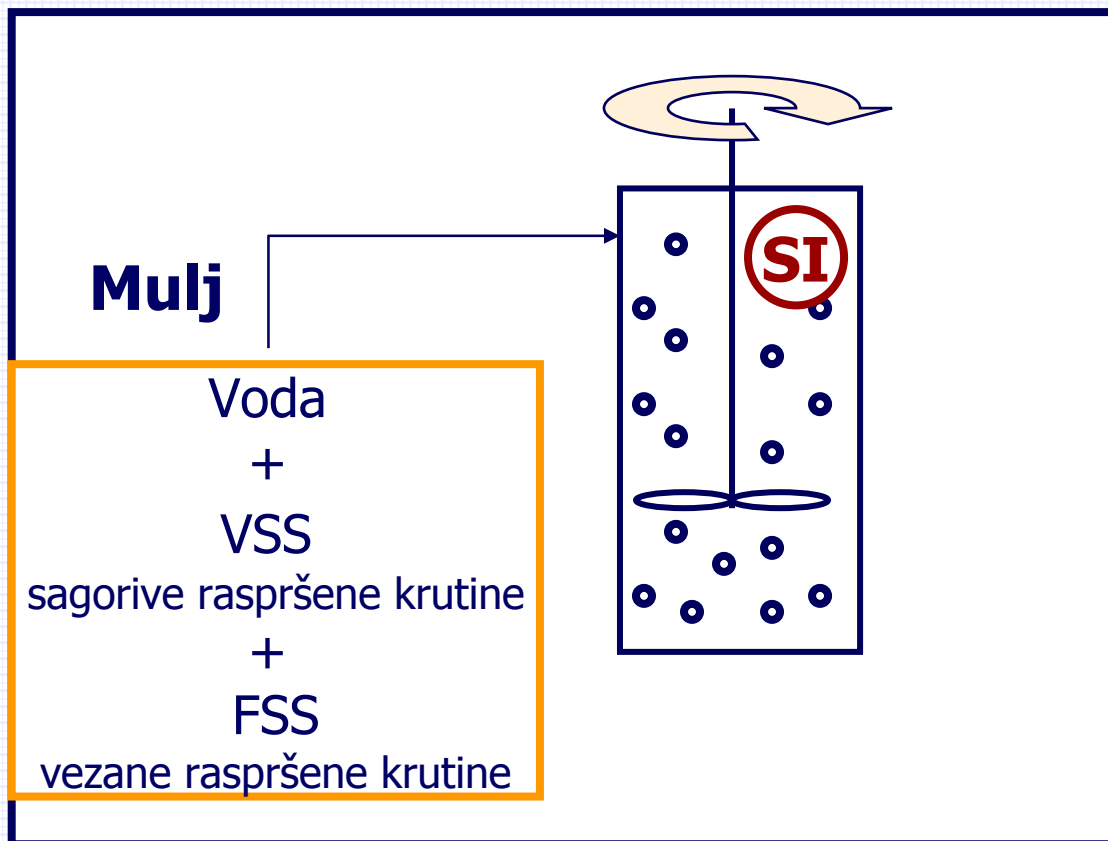 Mulj
Voda
+
VSS
sagorive raspršene krutine
+
FSS
vezane raspršene krutine
SI